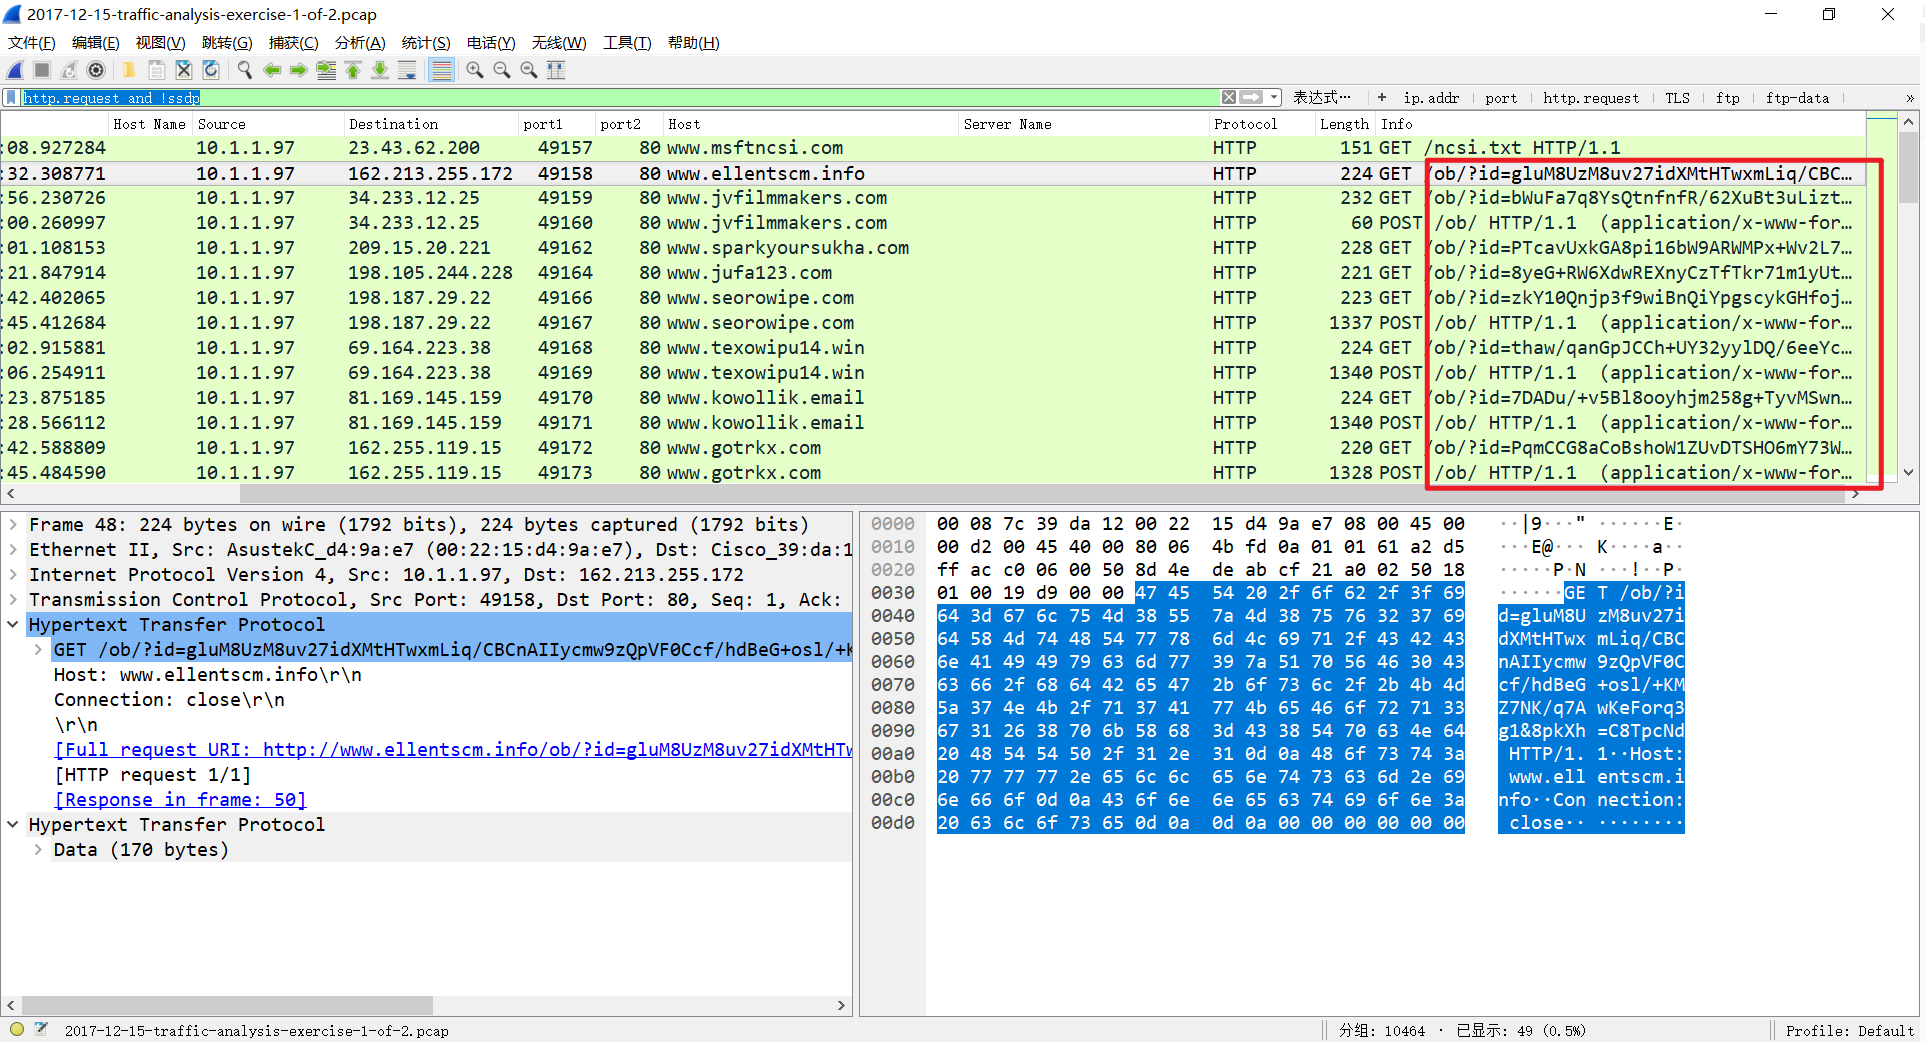 2017-12-15-traffic-analysis-exercise-1-of-2.pcap
文件(F) 编辑(E) 视图(V) 跳转(G) 捕获(C) 分析(A) 统计(S) 电话(Y) 无线(W) 工具(T) 帮助(H)
http.request and !ssdp 表达式… + ip.addr port http.request TLS ftp ftp-data »
Host Name Source Destination port1 port2 Host Server Name Protocol Length Info
:08.927284 10.1.1.97 23.43.62.200 49157 80 www.msftncsi.com HTTP 151 GET /ncsi.txt HTTP/1.1
:32.308771 10.1.1.97 162.213.255.172 49158 80 www.ellentscm.info HTTP 224 GET /ob/?id=gluM8UzM8uv27idXMtHTwxmLiq/CBC…
:56.230726 10.1.1.97 34.233.12.25 49159 80 www.jvfilmmakers.com HTTP 232 GET /ob/?id=bWuFa7q8YsQtnfnfR/62XuBt3uLizt…
:00.260997 10.1.1.97 34.233.12.25 49160 80 www.jvfilmmakers.com HTTP 60 POST /ob/ HTTP/1.1 (application/x-www-for…
:01.108153 10.1.1.97 209.15.20.221 49162 80 www.sparkyoursukha.com HTTP 228 GET /ob/?id=PTcavUxkGA8pi16bW9ARWMPx+Wv2L7…
:21.847914 10.1.1.97 198.105.244.228 49164 80 www.jufa123.com HTTP 221 GET /ob/?id=8yeG+RW6XdwREXnyCzTfTkr71m1yUt…
:42.402065 10.1.1.97 198.187.29.22 49166 80 www.seorowipe.com HTTP 223 GET /ob/?id=zkY10Qnjp3f9wiBnQiYpgscykGHfoj…
:45.412684 10.1.1.97 198.187.29.22 49167 80 www.seorowipe.com HTTP 1337 POST /ob/ HTTP/1.1 (application/x-www-for…
:02.915881 10.1.1.97 69.164.223.38 49168 80 www.texowipu14.win HTTP 224 GET /ob/?id=thaw/qanGpJCCh+UY32yylDQ/6eeYc…
:06.254911 10.1.1.97 69.164.223.38 49169 80 www.texowipu14.win HTTP 1340 POST /ob/ HTTP/1.1 (application/x-www-for…
:23.875185 10.1.1.97 81.169.145.159 49170 80 www.kowollik.email HTTP 224 GET /ob/?id=7DADu/+v5Bl8ooyhjm258g+TyvMSwn…
:28.566112 10.1.1.97 81.169.145.159 49171 80 www.kowollik.email HTTP 1340 POST /ob/ HTTP/1.1 (application/x-www-for…
:42.588809 10.1.1.97 162.255.119.15 49172 80 www.gotrkx.com HTTP 220 GET /ob/?id=PqmCCG8aCoBshoW1ZUvDTSHO6mY73W…
:45.484590 10.1.1.97 162.255.119.15 49173 80 www.gotrkx.com HTTP 1328 POST /ob/ HTTP/1.1 (application/x-www-for…
Frame 48: 224 bytes on wire (1792 bits), 224 bytes captured (1792 bits)
Ethernet II, Src: AsustekC_d4:9a:e7 (00:22:15:d4:9a:e7), Dst: Cisco_39:da:1
Internet Protocol Version 4, Src: 10.1.1.97, Dst: 162.213.255.172
Transmission Control Protocol, Src Port: 49158, Dst Port: 80, Seq: 1, Ack:
Hypertext Transfer Protocol
GET /ob/?id=gluM8UzM8uv27idXMtHTwxmLiq/CBCnAIIycmw9zQpVF0Ccf/hdBeG+osl/+K
Host: www.ellentscm.info\r\n
Connection: close\r\n
\r\n
[Full request URI: http://www.ellentscm.info/ob/?id=gluM8UzM8uv27idXMtHTw
[HTTP request 1/1]
[Response in frame: 50]
Hypertext Transfer Protocol
Data (170 bytes)
0000 00 08 7c 39 da 12 00 22 15 d4 9a e7 08 00 45 00 ··|9···" ······E·
0010 00 d2 00 45 40 00 80 06 4b fd 0a 01 01 61 a2 d5 ···E@··· K····a··
0020 ff ac c0 06 00 50 8d 4e de ab cf 21 a0 02 50 18 ·····P·N ···!··P·
0030 01 00 19 d9 00 00 47 45 54 20 2f 6f 62 2f 3f 69 ······GE T /ob/?i
0040 64 3d 67 6c 75 4d 38 55 7a 4d 38 75 76 32 37 69 d=gluM8U zM8uv27i
0050 64 58 4d 74 48 54 77 78 6d 4c 69 71 2f 43 42 43 dXMtHTwx mLiq/CBC
0060 6e 41 49 49 79 63 6d 77 39 7a 51 70 56 46 30 43 nAIIycmw 9zQpVF0C
0070 63 66 2f 68 64 42 65 47 2b 6f 73 6c 2f 2b 4b 4d cf/hdBeG +osl/+KM
0080 5a 37 4e 4b 2f 71 37 41 77 4b 65 46 6f 72 71 33 Z7NK/q7A wKeForq3
0090 67 31 26 38 70 6b 58 68 3d 43 38 54 70 63 4e 64 g1&8pkXh =C8TpcNd
00a0 20 48 54 54 50 2f 31 2e 31 0d 0a 48 6f 73 74 3a HTTP/1. 1··Host:
00b0 20 77 77 77 2e 65 6c 6c 65 6e 74 73 63 6d 2e 69 www.ell entscm.i
00c0 6e 66 6f 0d 0a 43 6f 6e 6e 65 63 74 69 6f 6e 3a nfo··Con nection:
00d0 20 63 6c 6f 73 65 0d 0a 0d 0a 00 00 00 00 00 00 close·· ········
2017-12-15-traffic-analysis-exercise-1-of-2.pcap 分组: 10464 · 已显示: 49 (0.5%) Profile: Default